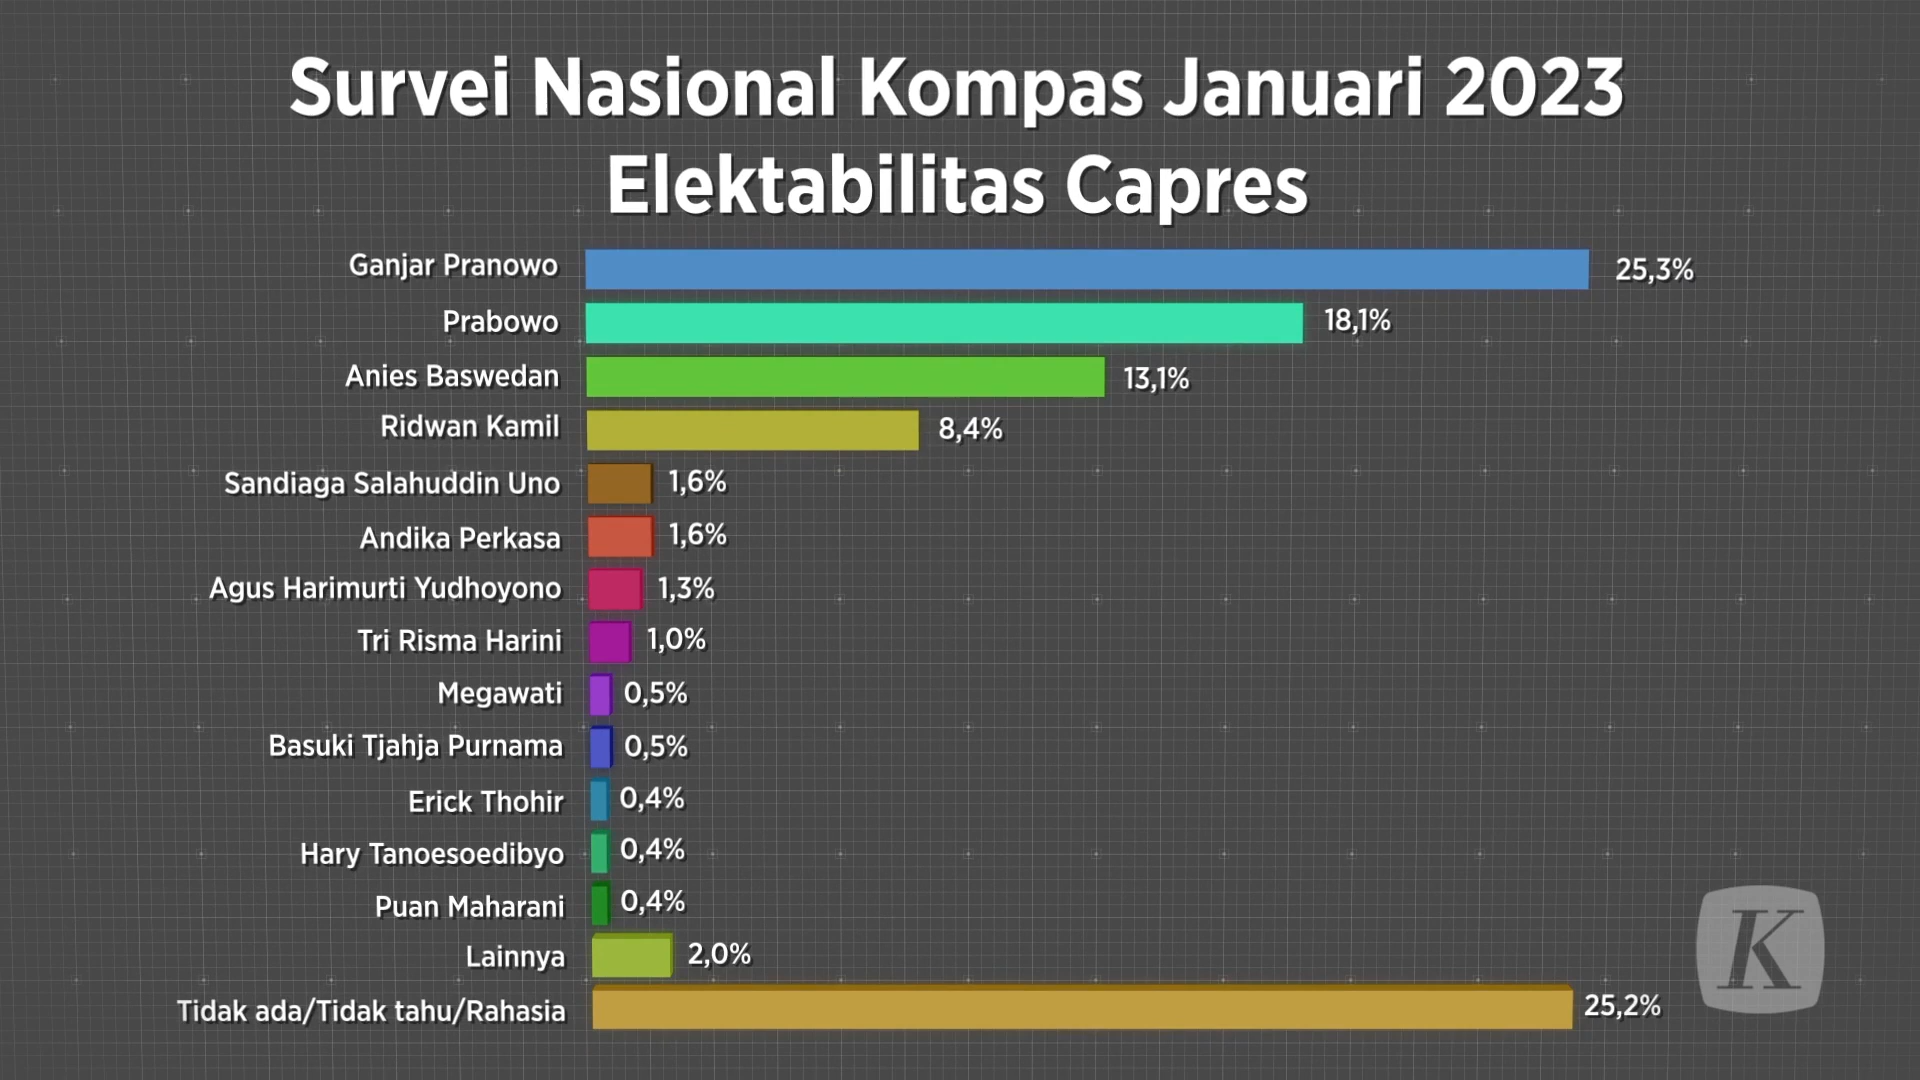 Survei Nasional Kompas Januari 2023
Elektabilitas Capres
Ganjar Pranowo 25,3%
Prabowo 18,1%
Anies Baswedan 13,1%
Ridwan Kamil 8,4%
Sandiaga Salahuddin Uno 1,6%
Andika Perkasa 1,6%
Agus Harimurti Yudhoyono 1,3%
Tri Risma Harini 1,0%
Megawati 0,5%
Basuki Tjahja Purnama 0,5%
Erick Thohir 0,4%
Hary Tanoesoedibyo 0,4%
Puan Maharani 0,4%
Lainnya 2,0%
Tidak ada/Tidak tahu/Rahasia 25,2%
K